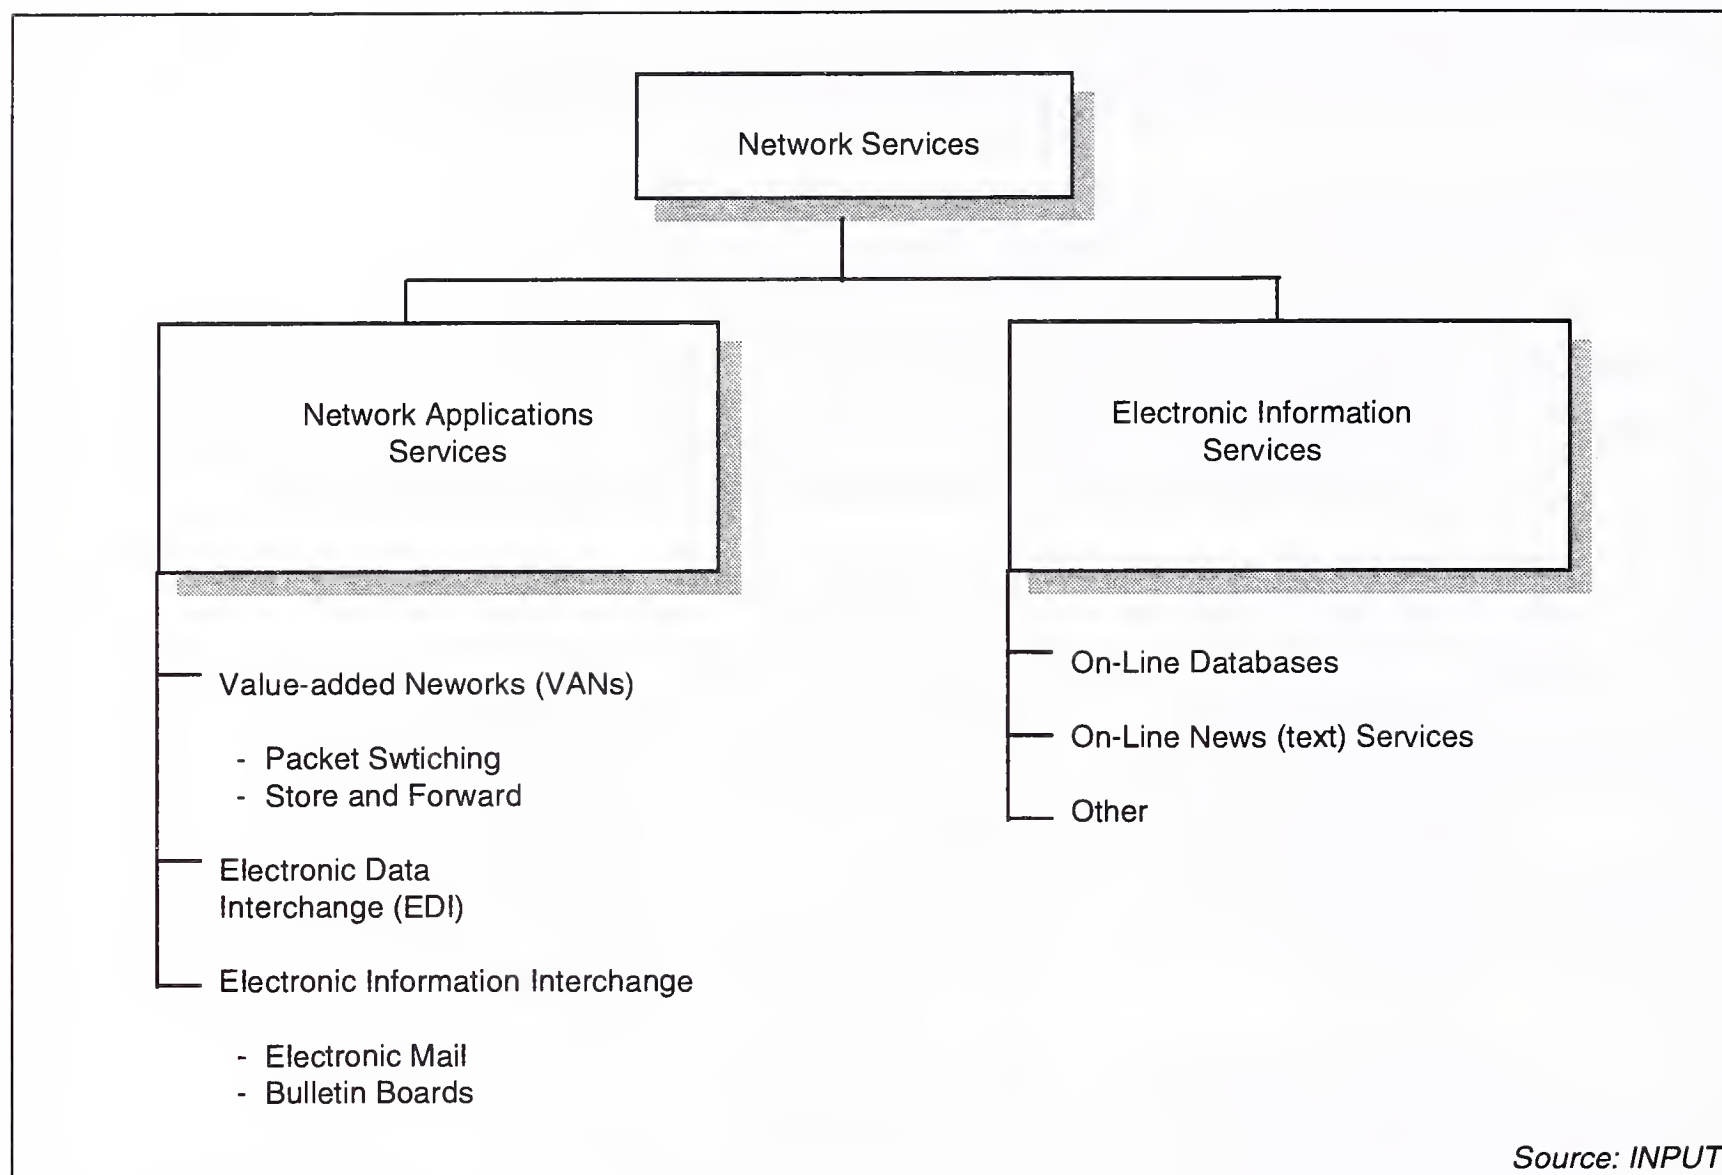 Network Services
Network Applications
Services
Value-added Neworks (VANs)
- Packet Swtiching
- Store and Forward
Electronic Data
Interchange (EDI)
Electronic Information Interchange
- Electronic Mail
- Bulletin Boards
Electronic Information
Services
On-Line Databases
On-Line News (text) Services
Other
Source: INPUT